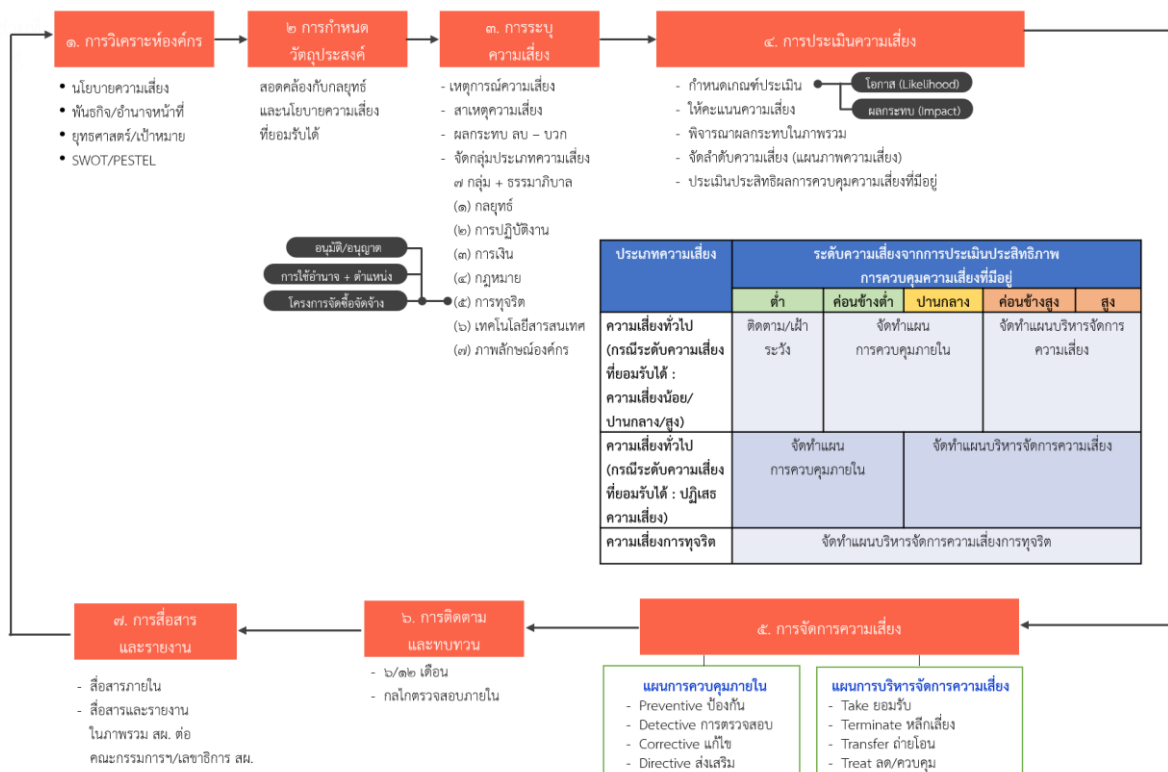 ๑. การวิเคราะห์องค์กร
• นโยบายความเสี่ยง
• พันธกิจ/อำนาจหน้าที่
• ยุทธศาสตร์/เป้าหมาย
• SWOT/PESTEL
๒ การกำหนด
วัตถุประสงค์
สอดคล้องกับกลยุทธ์
และนโยบายความเสี่ยง
ที่ยอมรับได้
๓. การระบุ
ความเสี่ยง
- เหตุการณ์ความเสี่ยง
- สาเหตุความเสี่ยง
- ผลกระทบ ลบ – บวก
- จัดกลุ่มประเภทความเสี่ยง
๗ กลุ่ม + ธรรมาภิบาล
(๑) กลยุทธ์
(๒) การปฏิบัติงาน
(๓) การเงิน
(๔) กฎหมาย
(๕) การทุจริต
(๖) เทคโนโลยีสารสนเทศ
(๗) ภาพลักษณ์องค์กร
อนุมัติ/อนุญาต
การใช้อำนาจ + ตำแหน่ง
โครงการจัดซื้อจัดจ้าง
๔. การประเมินความเสี่ยง
- กำหนดเกณฑ์ประเมิน
โอกาส (Likelihood)
ผลกระทบ (Impact)
- ให้คะแนนความเสี่ยง
- พิจารณาผลกระทบในภาพรวม
- จัดลำดับความเสี่ยง (แผนภาพความเสี่ยง)
- ประเมินประสิทธิผลการควบคุมความเสี่ยงที่มีอยู่
ประเภทความเสี่ยง
ระดับความเสี่ยงจากการประเมินประสิทธิภาพ
การควบคุมความเสี่ยงที่มีอยู่
ต่ำ ค่อนข้างต่ำ ปานกลาง ค่อนข้างสูง สูง
ความเสี่ยงทั่วไป
(กรณีระดับความเสี่ยง
ที่ยอมรับได้ :
ความเสี่ยงน้อย/
ปานกลาง/สูง)
ติดตาม/เฝ้า
ระวัง
จัดทำแผน
การควบคุมภายใน
จัดทำแผนบริหารจัดการ
ความเสี่ยง
ความเสี่ยงทั่วไป
(กรณีระดับความเสี่ยง
ที่ยอมรับได้ : ปฏิเสธ
ความเสี่ยง)
จัดทำแผน
การควบคุมภายใน
จัดทำแผนบริหารจัดการความเสี่ยง
ความเสี่ยงการทุจริต
จัดทำแผนบริหารจัดการความเสี่ยงการทุจริต
๕. การจัดการความเสี่ยง
แผนการควบคุมภายใน
- Preventive ป้องกัน
- Detective การตรวจสอบ
- Corrective แก้ไข
- Directive ส่งเสริม
แผนการบริหารจัดการความเสี่ยง
- Take ยอมรับ
- Terminate หลีกเลี่ยง
- Transfer ถ่ายโอน
- Treat ลด/ควบคุม
๖. การติดตาม
และทบทวน
- ๖/๑๒ เดือน
- กลไกตรวจสอบภายใน
๗. การสื่อสาร
และรายงาน
- สื่อสารภายใน
- สื่อสารและรายงาน
ในภาพรวม สผ. ต่อ
คณะกรรมการฯ/เลขาธิการ สผ.